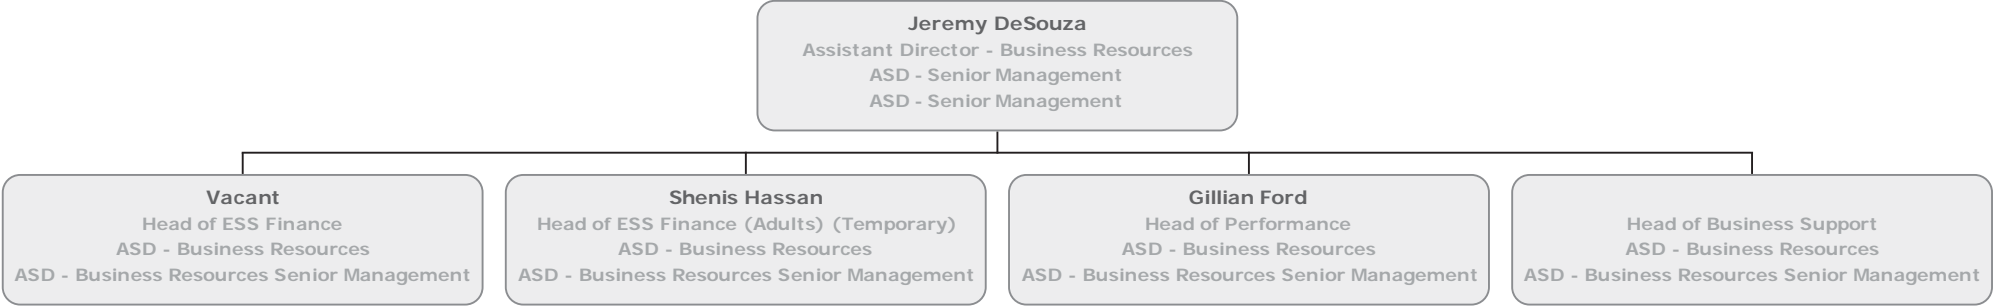 Jeremy DeSouza
Assistant Director - Business Resources
ASD - Senior Management
ASD - Senior Management
Vacant
Head of ESS Finance
ASD - Business Resources
ASD - Business Resources Senior Management
Shenis Hassan
Head of ESS Finance (Adults) (Temporary)
ASD - Business Resources
ASD - Business Resources Senior Management
Gillian Ford
Head of Performance
ASD - Business Resources
ASD - Business Resources Senior Management
Head of Business Support
ASD - Business Resources
ASD - Business Resources Senior Management